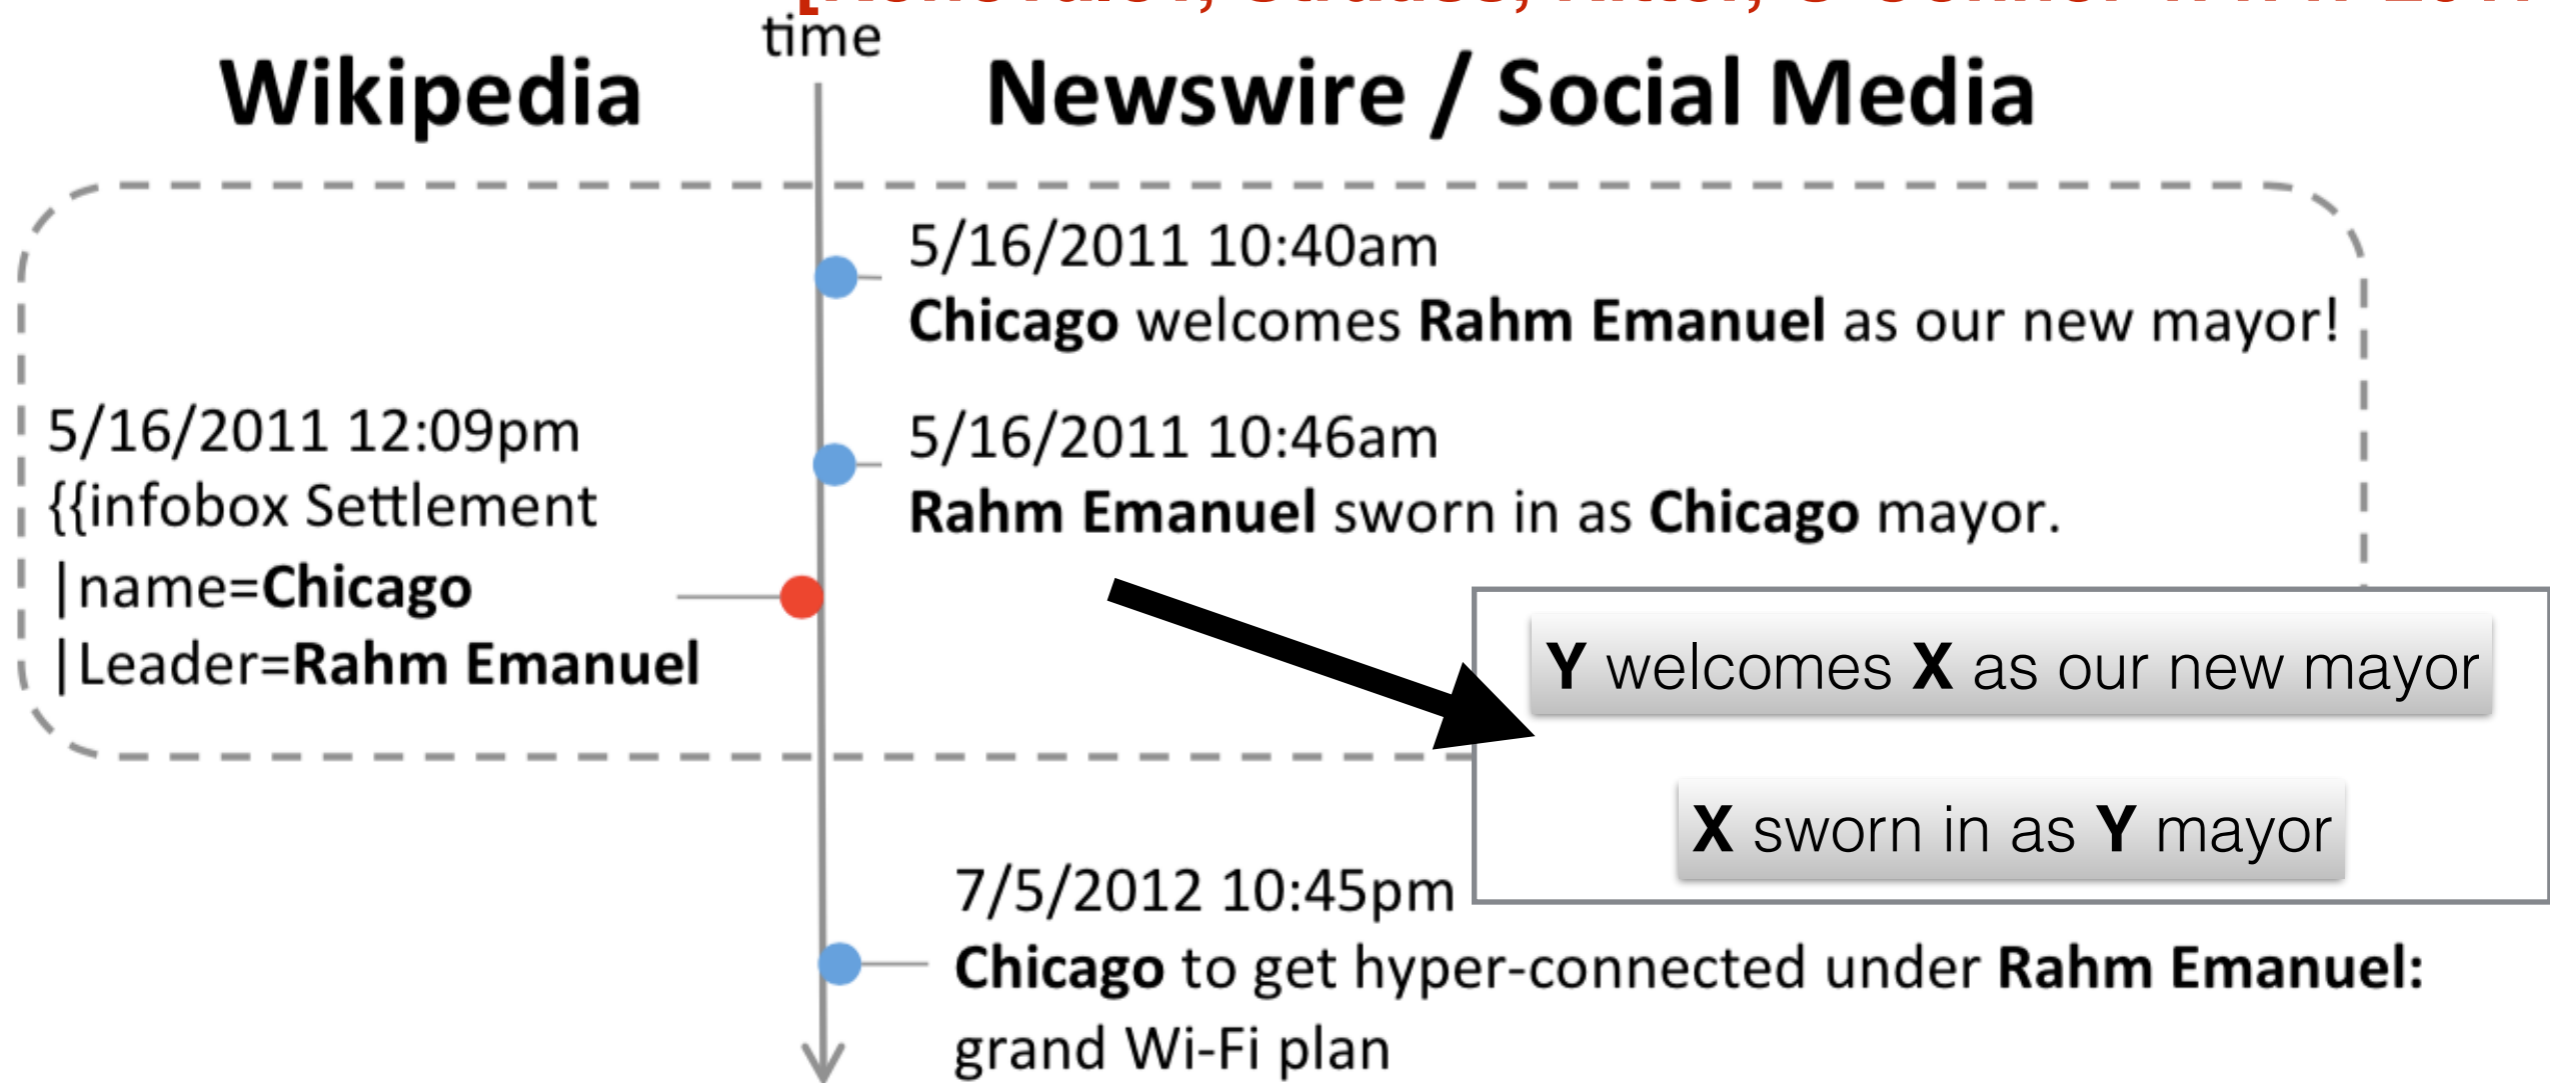 time
Wikipedia
Newswire / Social Media
5/16/2011 10:40am
Chicago welcomes Rahm Emanuel as our new mayor!
5/16/2011 12:09pm
{{infobox Settlement
|name=Chicago
|Leader=Rahm Emanuel
5/16/2011 10:46am
Rahm Emanuel sworn in as Chicago mayor.
Y welcomes X as our new mayor
X sworn in as Y mayor
7/5/2012 10:45pm
Chicago to get hyper-connected under Rahm Emanuel:
grand Wi-Fi plan